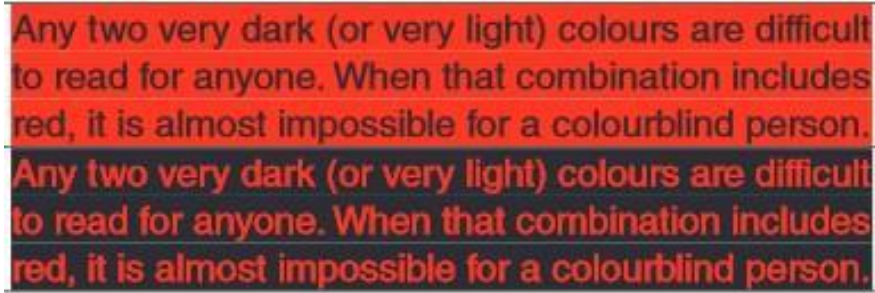 Any two very dark (or very light) colours are difficult
to read for anyone. When that combination includes
red, it is almost impossible for a colourblind person.
Any two very dark (or very light) colours are difficult
to read for anyone. When that combination includes
red, it is almost impossible for a colourblind person.